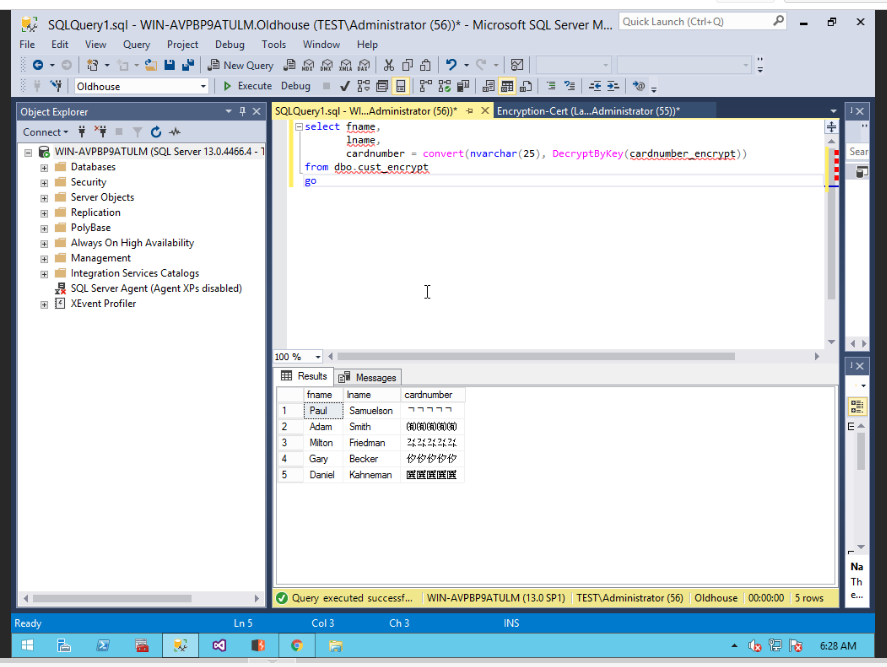 SQLQuery1.sql - WIN-AVPBP9ATULM.Oldhouse (TEST\Administrator (56))* - Microsoft SQL Server M...
Quick Launch (Ctrl+Q)
File Edit View Query Project Debug Tools Window Help
New Query
Oldhouse
Execute Debug
Object Explorer
Connect
WIN-AVPBP9ATULM (SQL Server 13.0.4466.4 - T
Databases
Security
Server Objects
Replication
PolyBase
Always On High Availability
Management
Integration Services Catalogs
SQL Server Agent (Agent XPs disabled)
XEvent Profiler
SQLQuery1.sql - WI...Administrator (56))*
Encryption-Cert (La...Administrator (55))*
select fname,
lname,
cardnumber = convert(nvarchar(25), DecryptByKey(cardnumber_encrypt))
from dbo.cust_encrypt
go
Sear
100 %
Results Messages
fname lname cardnumber
1 Paul Samuelson
2 Adam Smith
3 Milton Friedman
4 Gary Becker
5 Daniel Kahneman
Na
Th
e...
Query executed successf... WIN-AVPBP9ATULM (13.0 SP1) TEST\Administrator (56) Oldhouse 00:00:00 5 rows
Ready Ln 5 Col 3 Ch 3 INS
6:28 AM